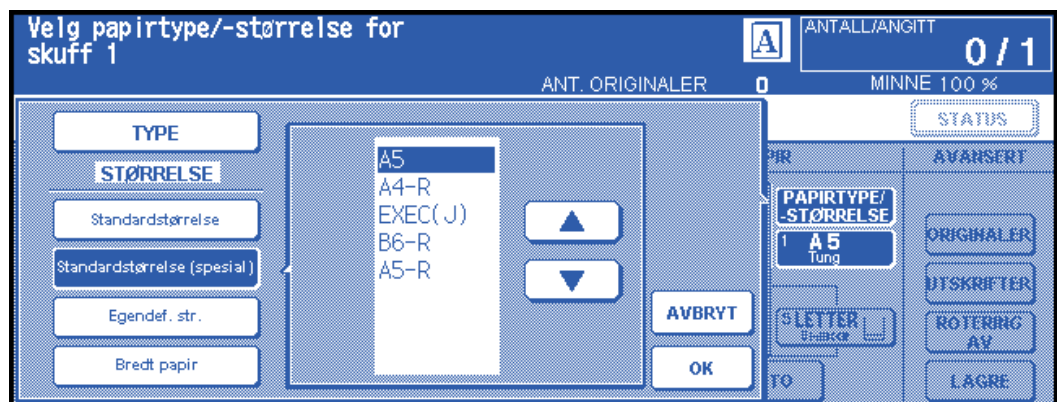 Velg papirtype/-størrelse for
skuff 1
A
ANTALL/ANGITT
0 / 1
ANT. ORIGINALER 0
MINNE 100 %
STATUS
TYPE
STØRRELSE
Standardstørrelse
Standardstørrelse (spesial)
Egendef. str.
Bredt papir
A5
A4-R
EXEC(J)
B6-R
A5-R
AVBRYT
OK
PIR
PAPIRTYPE/
-STØRRELSE
1 A5
Tung
5 LETTER
TO
AVANSERT
ORIGINALER
UTSKRIFTER
ROTERING
AV
LAGRE